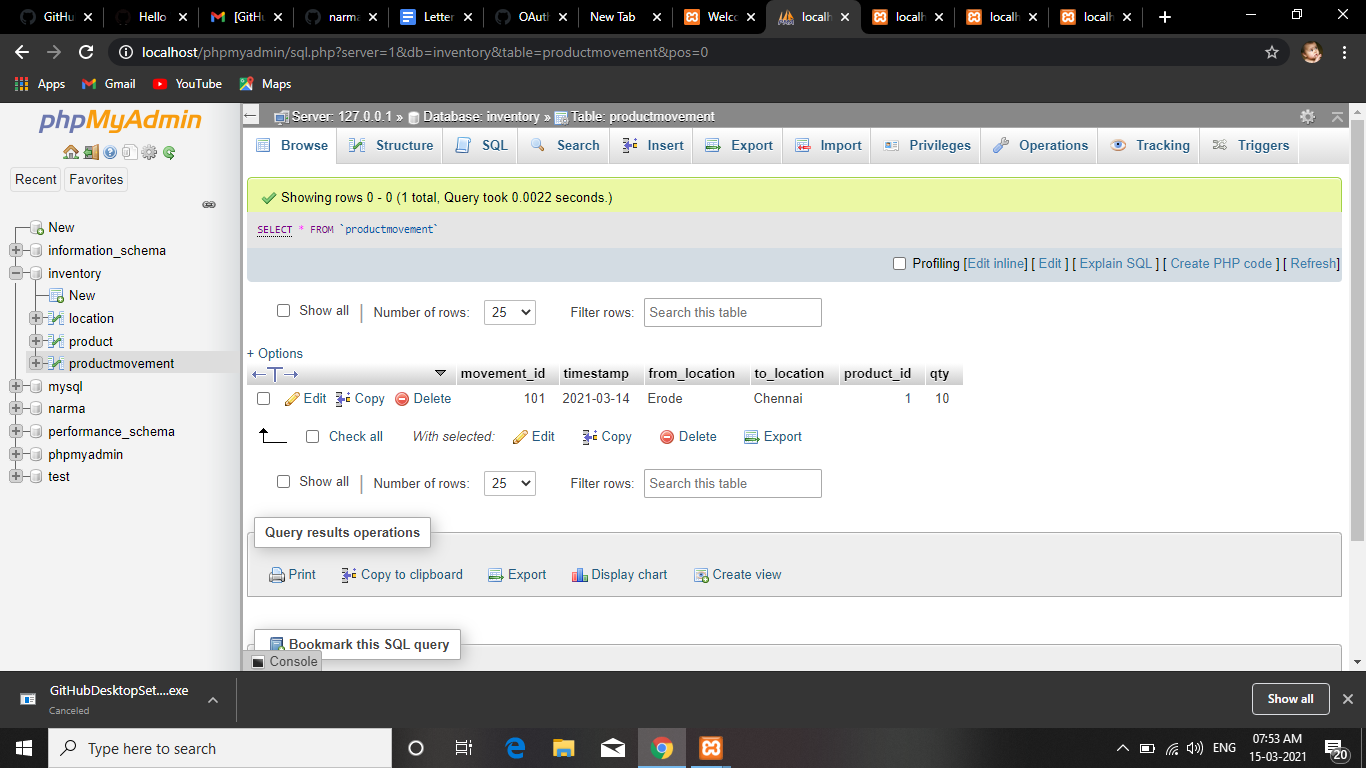 GitHu Hello [GitHu narma Letter OAuth New Tab Welco localh localh localh localh
localhost/phpmyadmin/sql.php?server=1&db=inventory&table=productmovement&pos=0
Apps Gmail YouTube Maps
phpMyAdmin
Recent Favorites
New
information_schema
inventory
New
location
product
productmovement
mysql
narma
performance_schema
phpmyadmin
test
Server: 127.0.0.1 » Database: inventory » Table: productmovement
Browse Structure SQL Search Insert Export Import Privileges Operations Tracking Triggers
Showing rows 0 - 0 (1 total, Query took 0.0022 seconds.)
SELECT * FROM `productmovement`
Profiling [Edit inline] [ Edit ] [ Explain SQL ] [ Create PHP code ] [ Refresh]
Show all | Number of rows: 25 Filter rows: Search this table
+ Options
←T→ movement_id timestamp from_location to_location product_id qty
Edit Copy Delete 101 2021-03-14 Erode Chennai 1 10
Check all With selected: Edit Copy Delete Export
Show all | Number of rows: 25 Filter rows: Search this table
Query results operations
Print Copy to clipboard Export Display chart Create view
Bookmark this SQL query
Console
GitHubDesktopSet....exe
Canceled
Show all
Type here to search
ENG
07:53 AM
15-03-2021
20